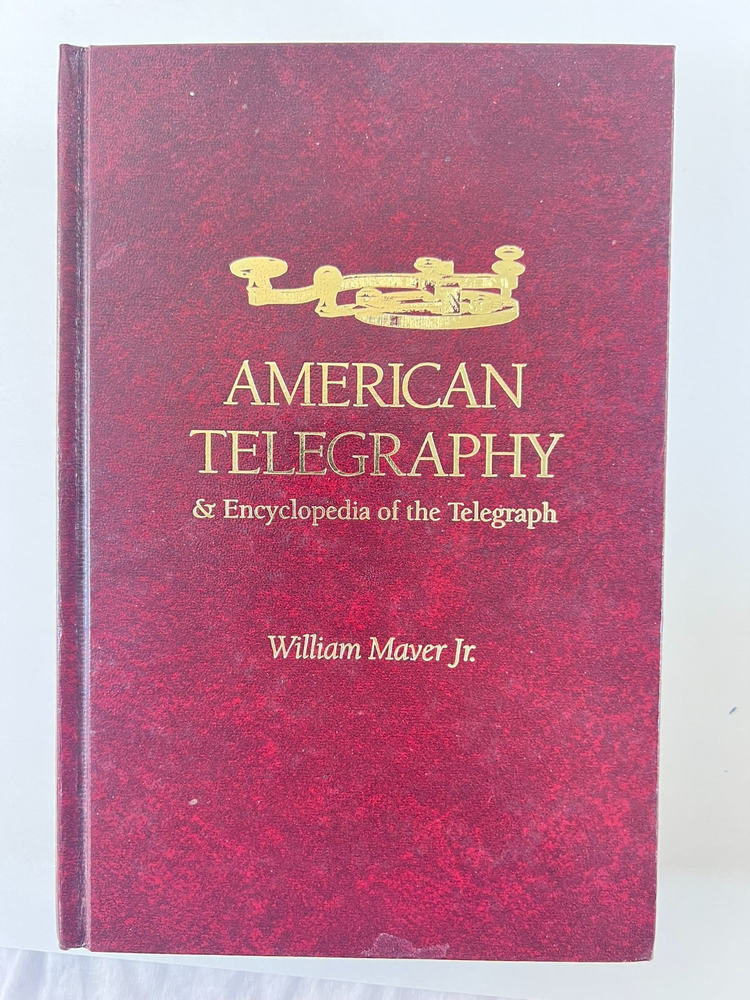 AMERICAN
TELEGRAPHY
& Encyclopedia of the Telegraph
William Maver Jr.